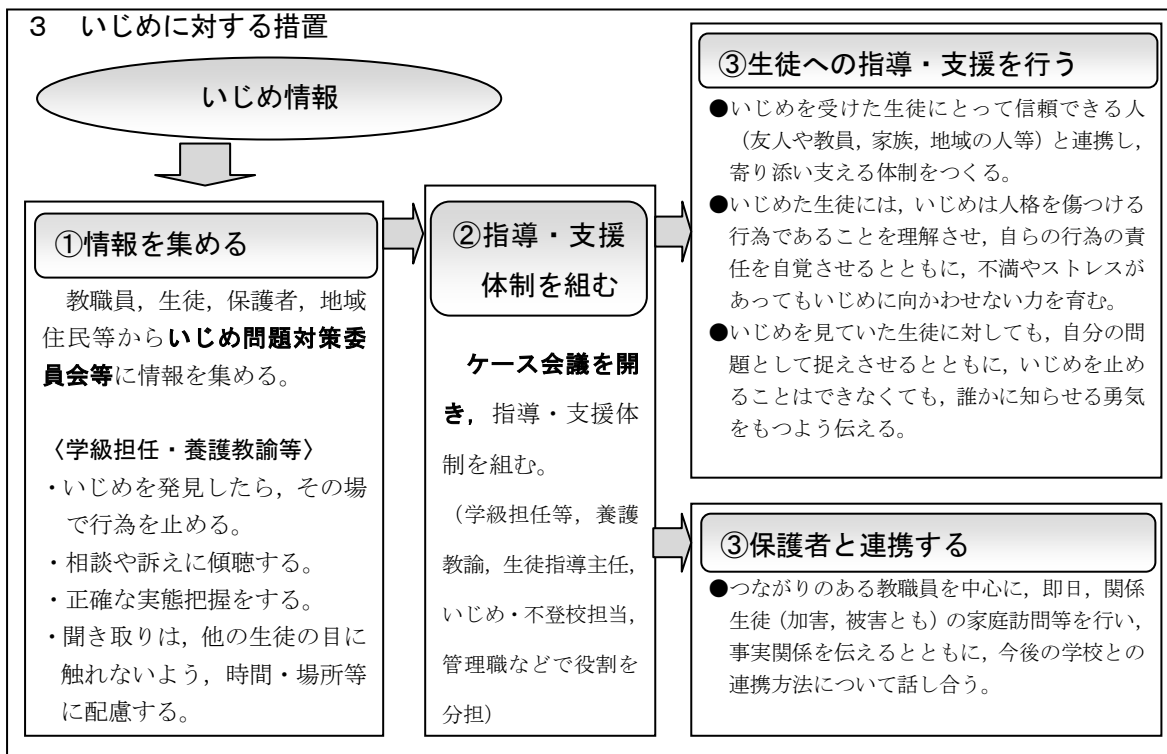 3 いじめに対する措置
いじめ情報
①情報を集める
教職員，生徒，保護者，地域
住民等からいじめ問題対策委
員会等に情報を集める。
〈学級担任・養護教諭等〉
・いじめを発見したら，その場
で行為を止める。
・相談や訴えに傾聴する。
・正確な実態把握をする。
・聞き取りは，他の生徒の目に
触れないよう，時間・場所等
に配慮する。
②指導・支援
体制を組む
ケース会議を開
き，指導・支援体
制を組む。
（学級担任等，養護
教諭，生徒指導主任，
いじめ・不登校担当，
管理職などで役割を
分担）
③生徒への指導・支援を行う
●いじめを受けた生徒にとって信頼できる人
（友人や教員，家族，地域の人等）と連携し，
寄り添い支える体制をつくる。
●いじめた生徒には，いじめは人格を傷つける
行為であることを理解させ，自らの行為の責
任を自覚させるとともに，不満やストレスが
あってもいじめに向かわせない力を育む。
●いじめを見ていた生徒に対しても，自分の問
題として捉えさせるとともに，いじめを止め
ることはできなくても，誰かに知らせる勇気
をもつよう伝える。
③保護者と連携する
●つながりのある教職員を中心に，即日，関係
生徒（加害，被害とも）の家庭訪問等を行い，
事実関係を伝えるとともに，今後の学校との
連携方法について話し合う。